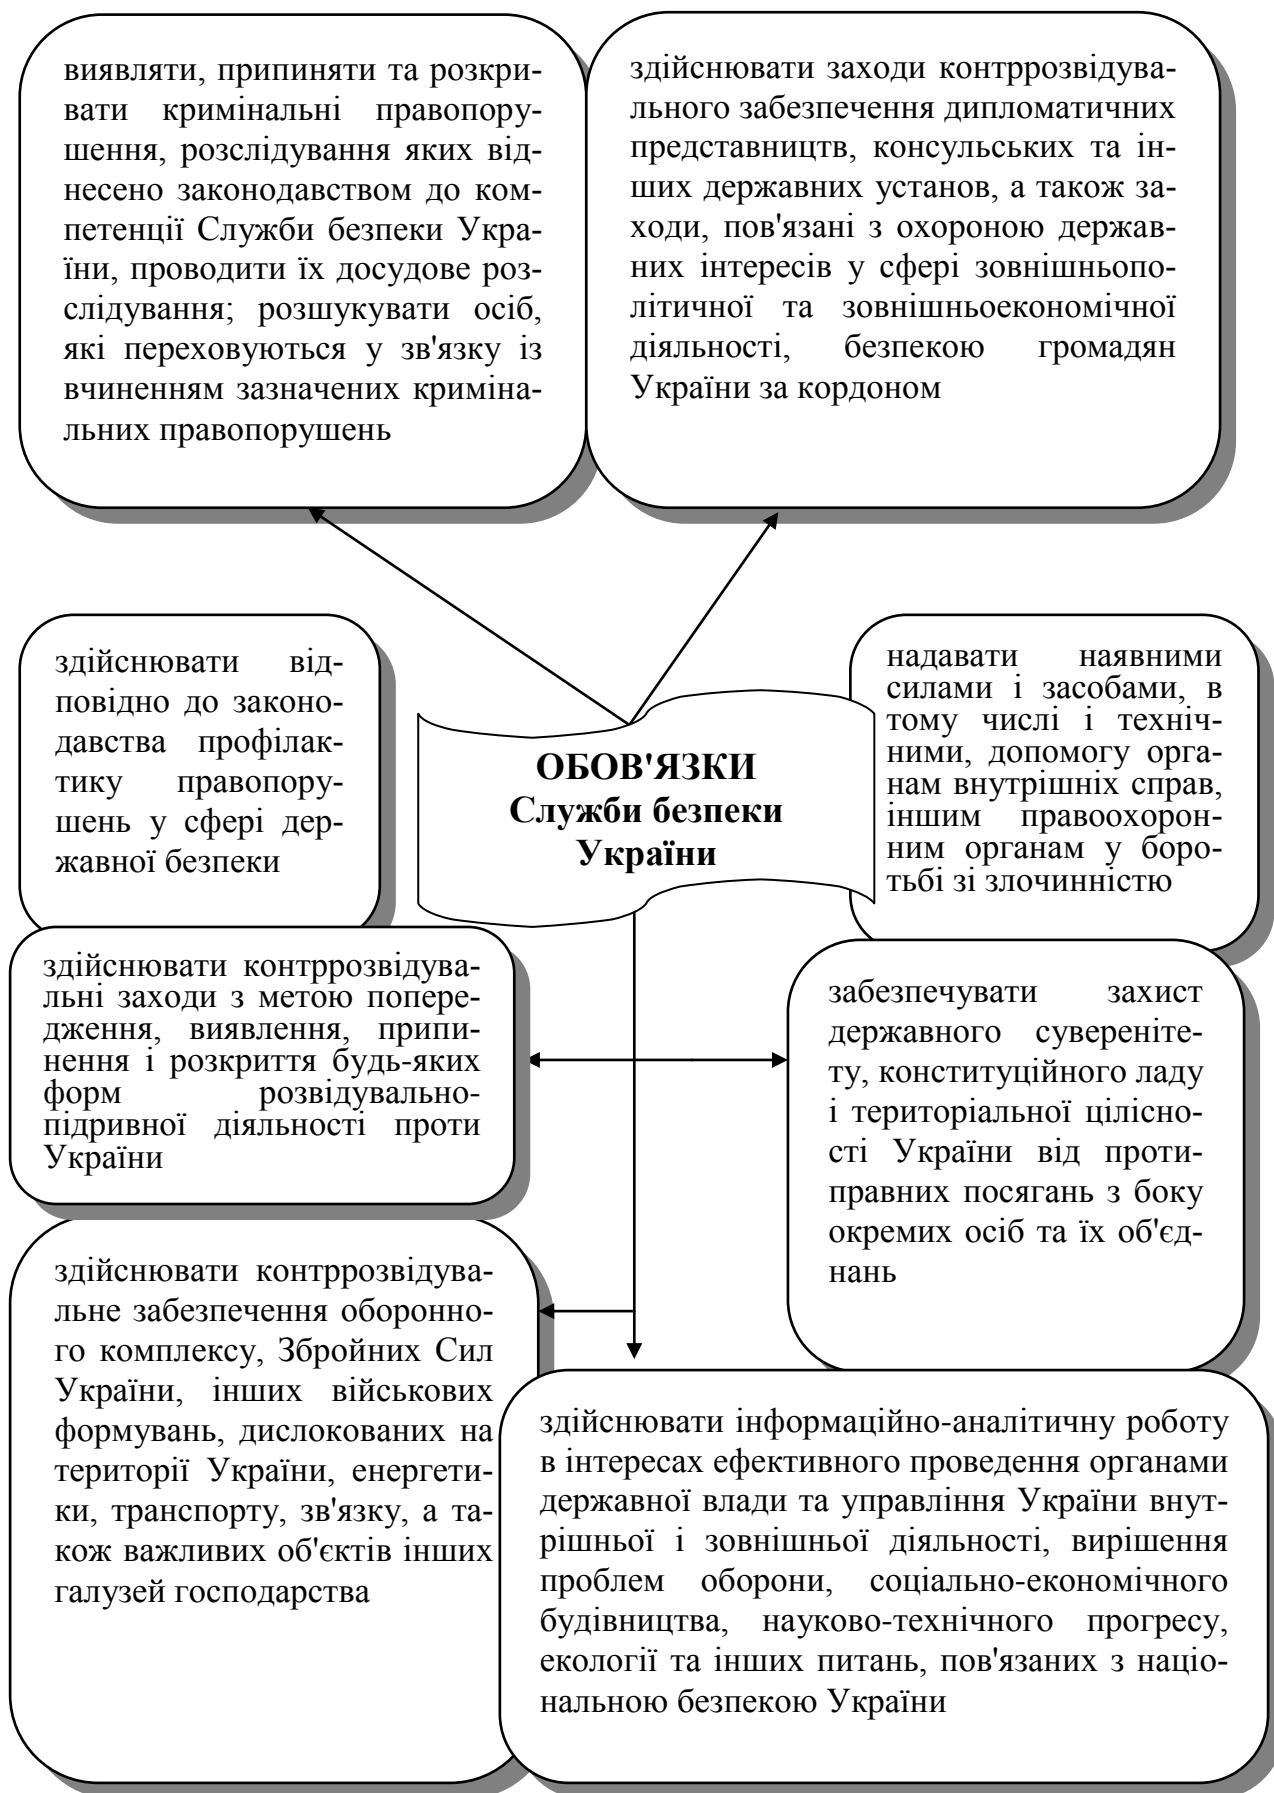 виявляти, припиняти та розкри-
вати кримінальні правопору-
шення, розслідування яких від-
несено законодавством до ком-
петенції Служби безпеки Укра-
їни, проводити їх досудове роз-
слідування; розшукувати осіб,
які переховуються у зв'язку із
вчиненням зазначених криміна-
льних правопорушень
здійснювати заходи контррозвідува-
льного забезпечення дипломатичних
представництв, консульських та ін-
ших державних установ, а також за-
ходи, пов'язані з охороною держав-
них інтересів у сфері зовнішньопо-
літичної та зовнішньоекономічної
діяльності, безпекою громадян
України за кордоном
здійснювати від-
повідно до законо-
давства профілак-
тику правопору-
шень у сфері дер-
жавної безпеки
ОБОВ'ЯЗКИ
Служби безпеки
України
надавати наявними
силами і засобами, в
тому числі і техніч-
ними, допомогу орга-
нам внутрішніх справ,
іншим правоохорон-
ним органам у боро-
тьбі зі злочинністю
здійснювати контррозвідува-
льні заходи з метою попере-
дження, виявлення, припи-
нення і розкриття будь-яких
форм розвідувально-
підривної діяльності проти
України
забезпечувати захист
державного суверените-
ту, конституційного ладу
і територіальної цілісно-
сті України від проти-
правних посягань з боку
окремих осіб та їх об'єд-
нань
здійснювати контррозвідува-
льне забезпечення оборонно-
го комплексу, Збройних Сил
України, інших військових
формувань, дислокованих на
території України, енергети-
ки, транспорту, зв'язку, а та-
кож важливих об'єктів інших
галузей господарства
здійснювати інформаційно-аналітичну роботу
в інтересах ефективного проведення органами
державної влади та управління України внут-
рішньої і зовнішньої діяльності, вирішення
проблем оборони, соціально-економічного
будівництва, науково-технічного прогресу,
екології та інших питань, пов'язаних з націо-
нальною безпекою України